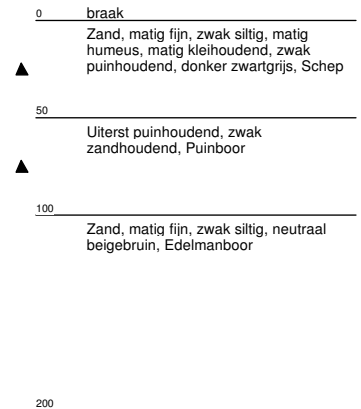 0 braak
Zand, matig fijn, zwak siltig, matig
humeus, matig kleihoudend, zwak
puinhoudend, donker zwartgrijs, Schep
50
Uiterst puinhoudend, zwak
zandhoudend, Puinboor
100
Zand, matig fijn, zwak siltig, neutraal
beigebruin, Edelmanboor
200